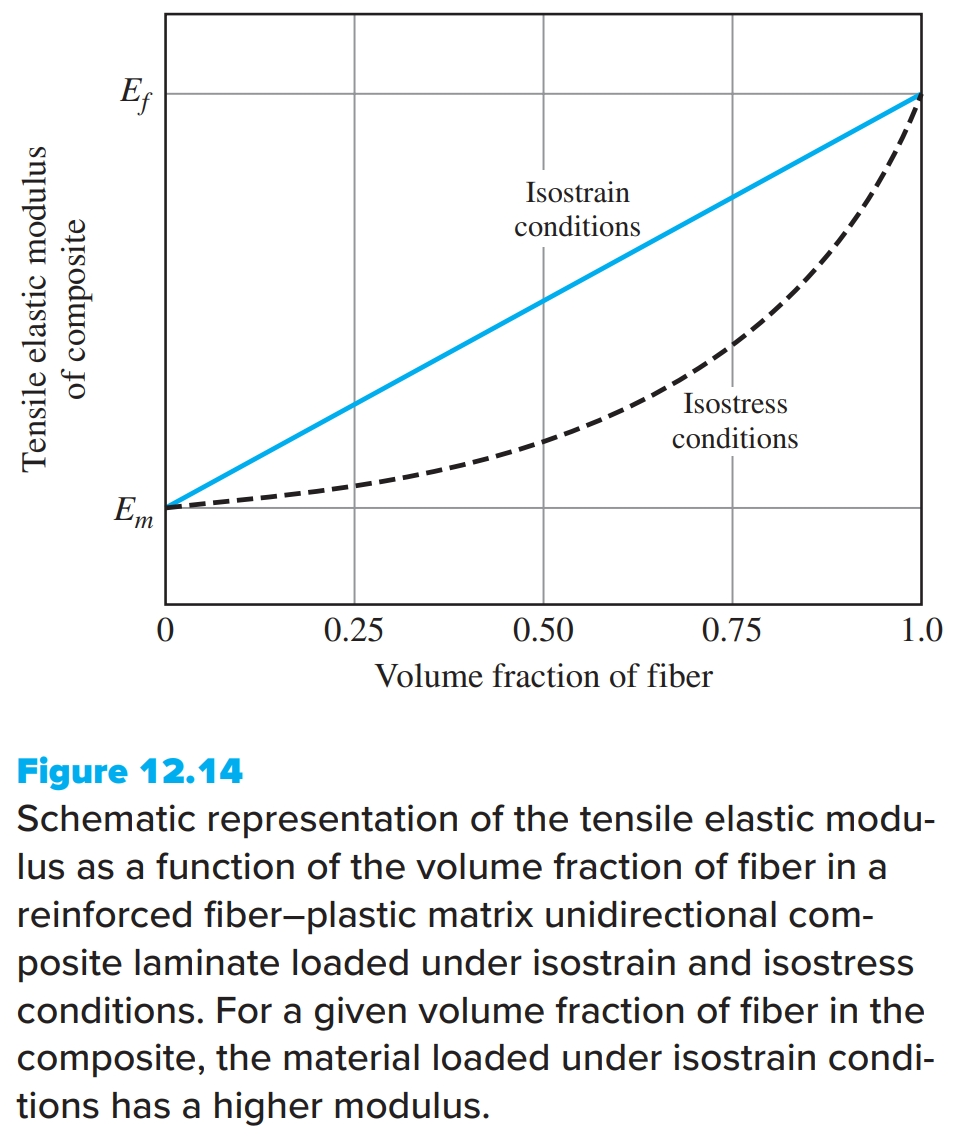 E_f
Tensile elastic modulus
of composite
Isostrain
conditions
Isostress
conditions
E_m
0 0.25 0.50 0.75 1.0
Volume fraction of fiber
Figure 12.14
Schematic representation of the tensile elastic modu-
lus as a function of the volume fraction of fiber in a
reinforced fiber–plastic matrix unidirectional com-
posite laminate loaded under isostrain and isostress
conditions. For a given volume fraction of fiber in the
composite, the material loaded under isostrain condi-
tions has a higher modulus.